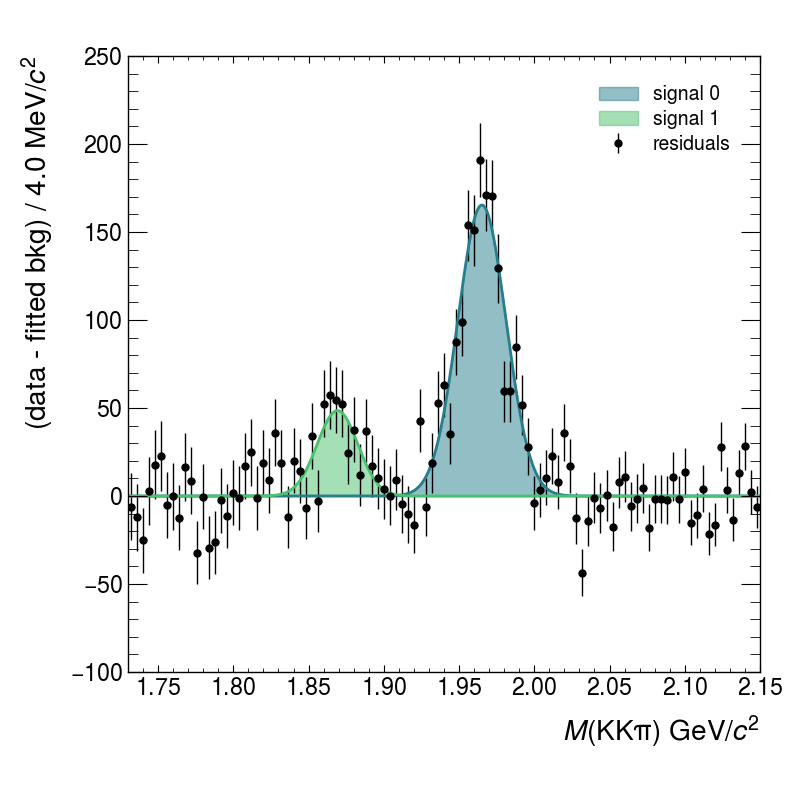 (data - fitted bkg) / 4.0 MeV/c²
250
200
150
100
50
0
−50
−100
signal 0
signal 1
residuals
1.75 1.80 1.85 1.90 1.95 2.00 2.05 2.10 2.15
M(KKπ) GeV/c²